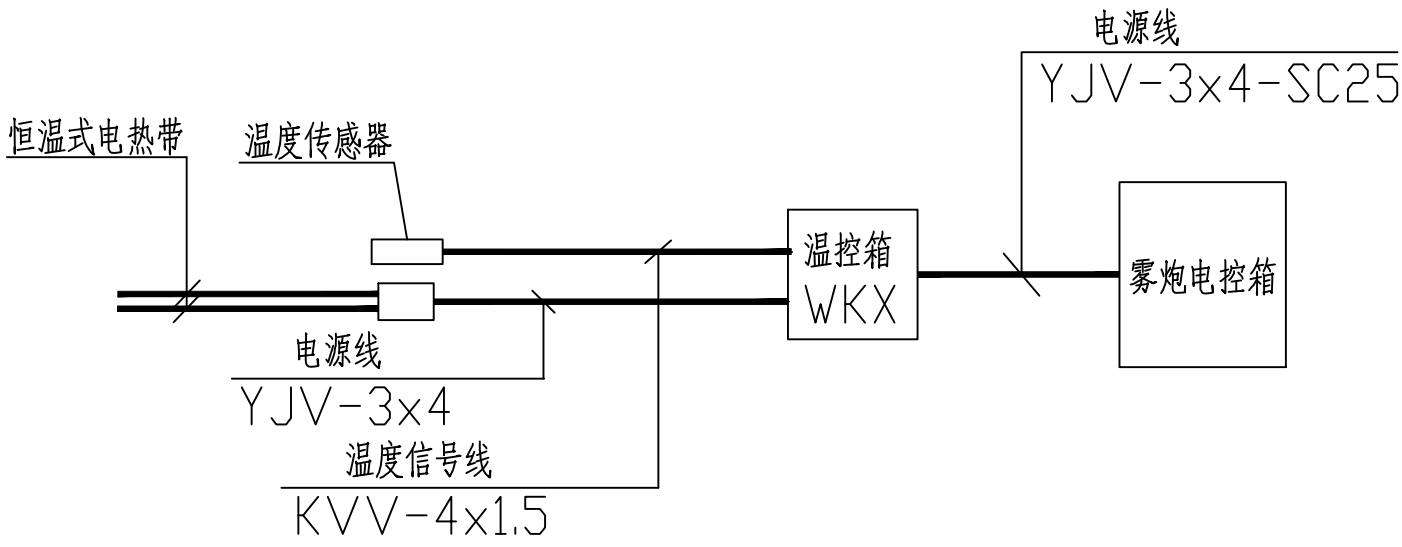 电源线
YJV-3x4-SC25
恒温式电热带
温度传感器
温控箱
WKX
雾炮电控箱
电源线
YJV-3x4
温度信号线
KVV-4x1.5